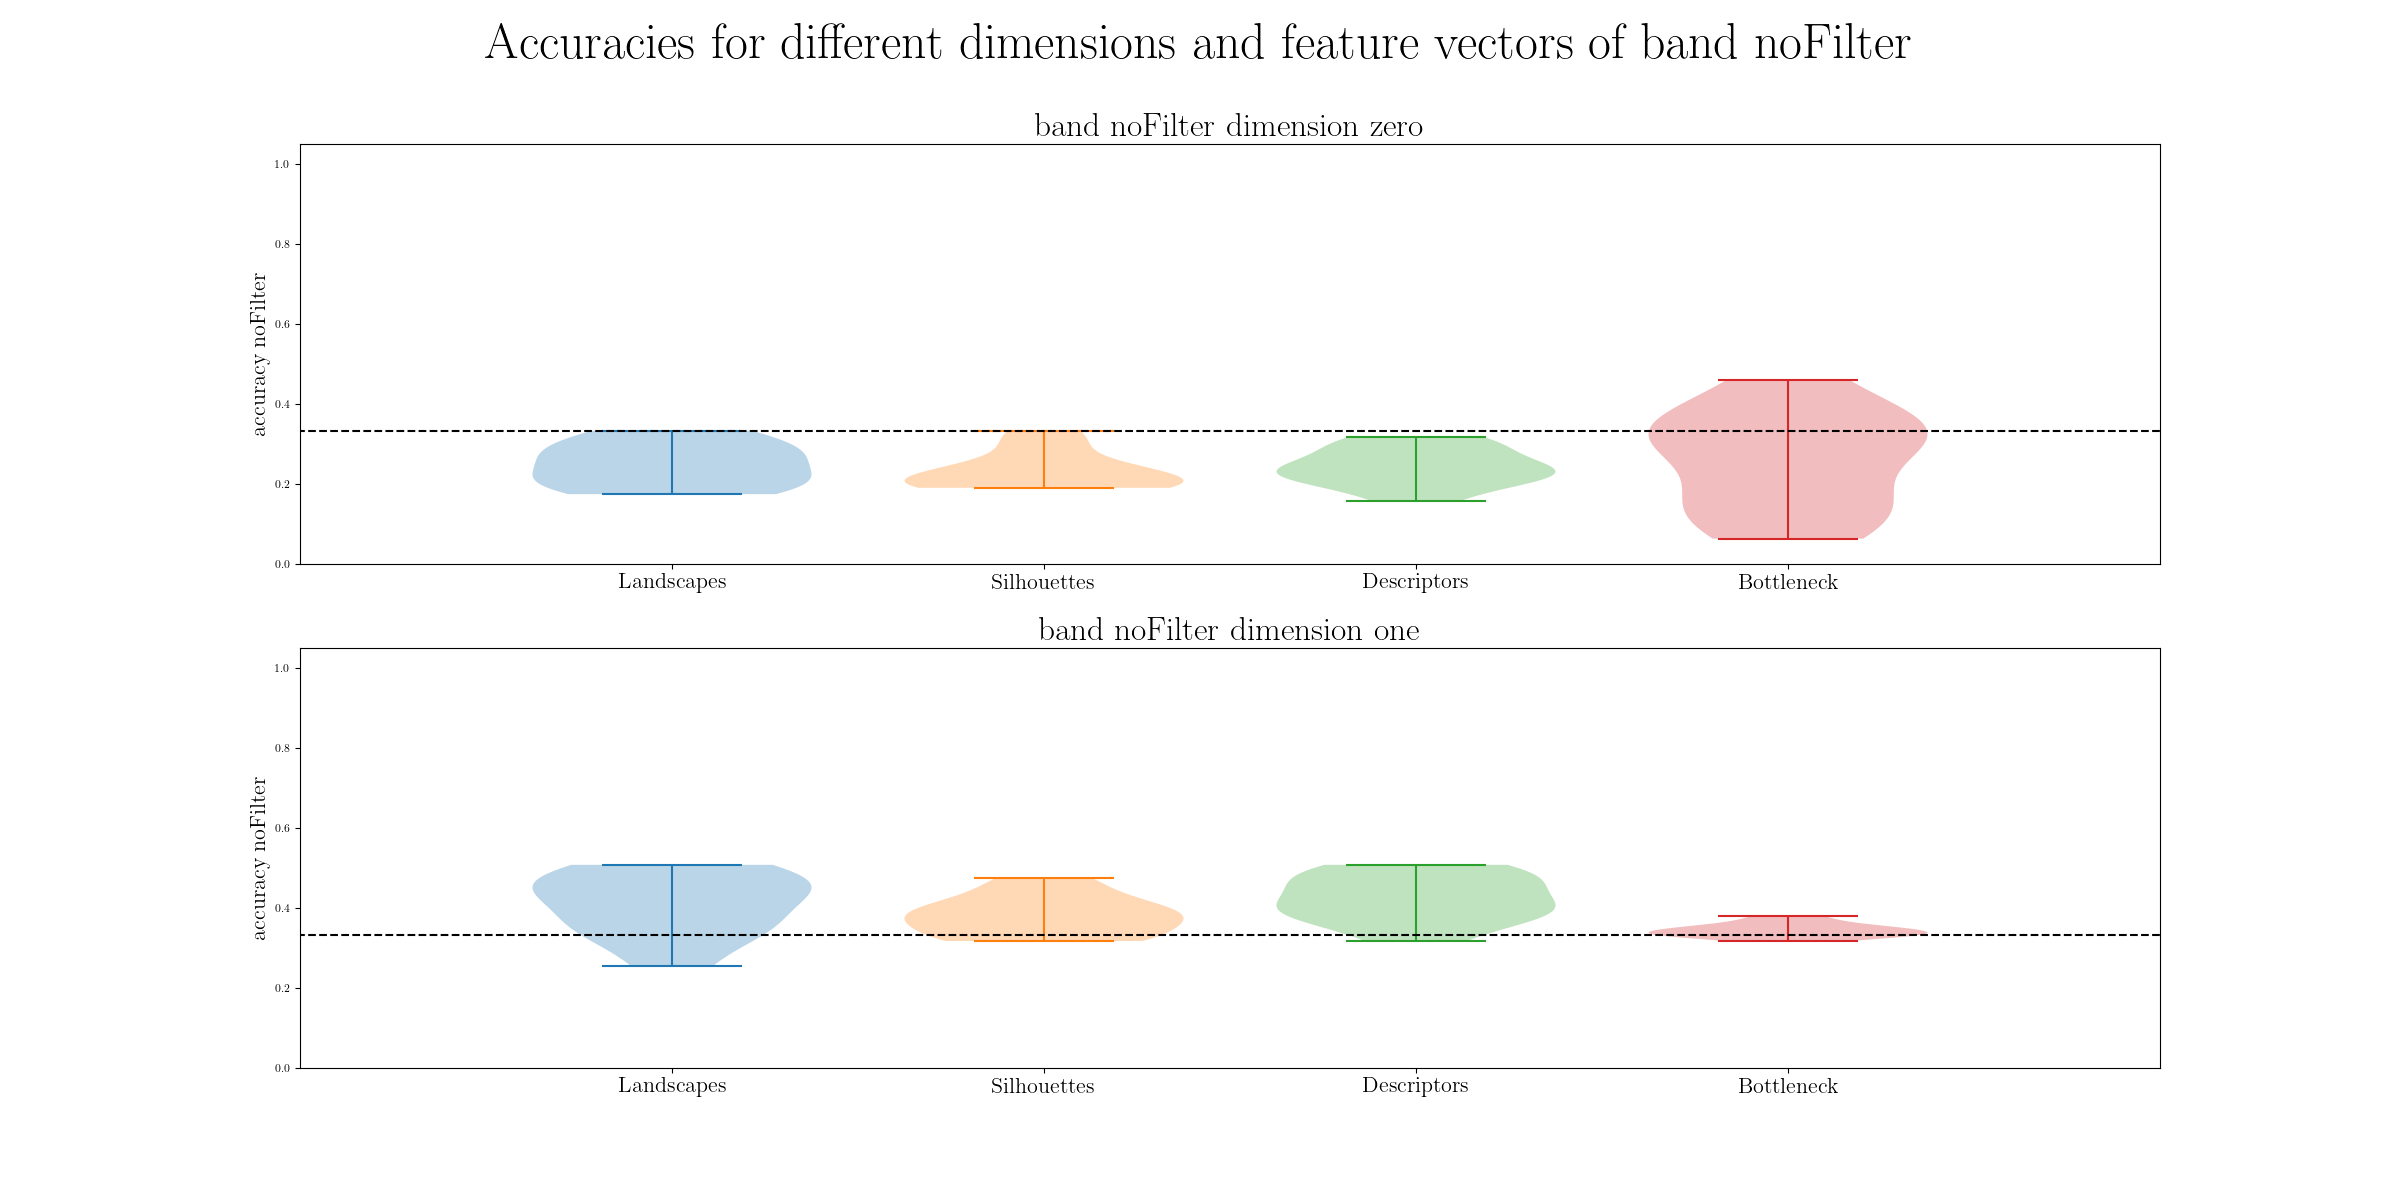 Accuracies for different dimensions and feature vectors of band noFilter
band noFilter dimension zero
accuracy noFilter
1.0
0.8
0.6
0.4
0.2
0.0
Landscapes
Silhouettes
Descriptors
Bottleneck
band noFilter dimension one
accuracy noFilter
1.0
0.8
0.6
0.4
0.2
0.0
Landscapes
Silhouettes
Descriptors
Bottleneck